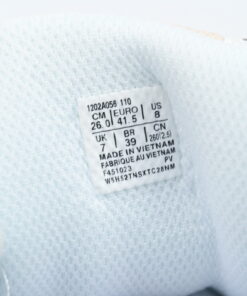 1202A056 110
CM EURO US
26.0 41.5 8
UK BR CN
7 39 260(2.5)
MADE IN VIETNAM
FABRIQUE AU VIETNAM
F451023 PV